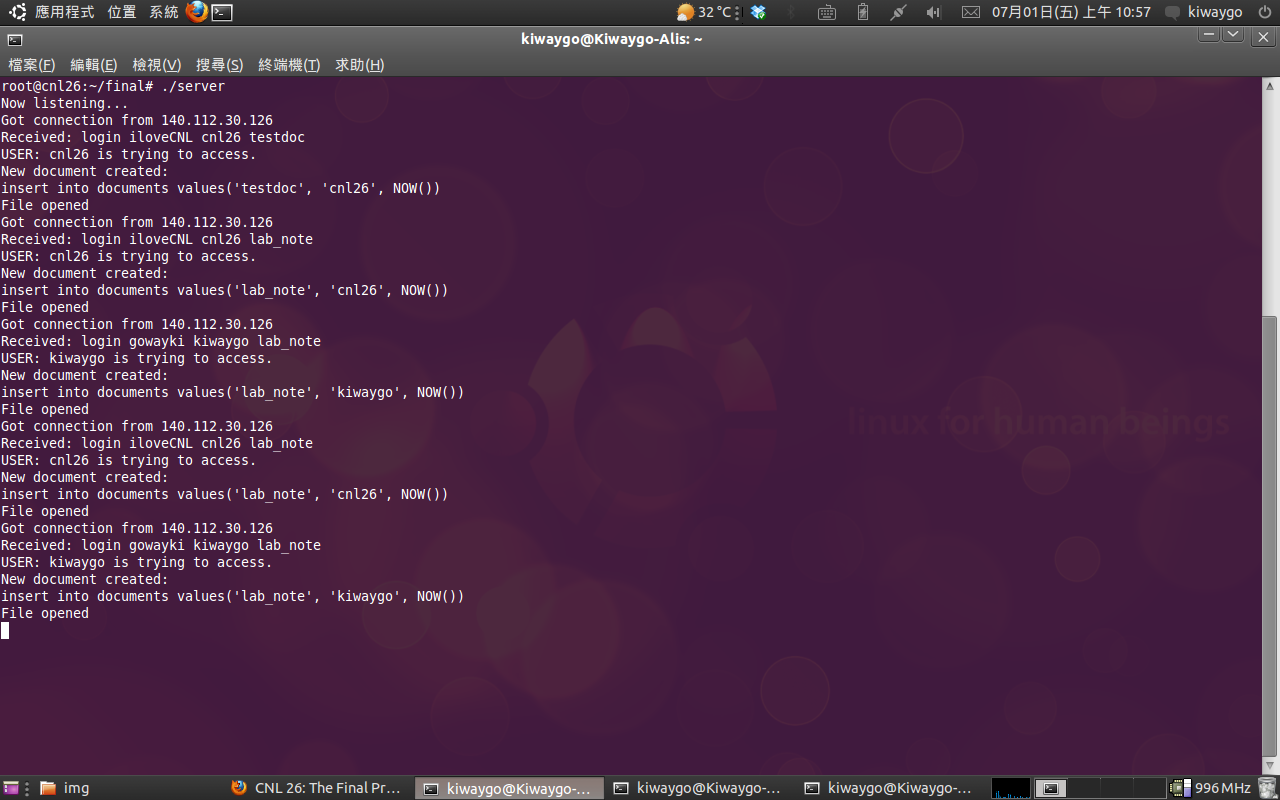 應用程式 位置 系統 32 °C 07月01日(五) 上午 10:57 kiwaygo
kiwaygo@Kiwaygo-Alis: ~
檔案(F) 編輯(E) 檢視(V) 搜尋(S) 終端機(T) 求助(H)
root@cnl26:~/final# ./server
Now listening...
Got connection from 140.112.30.126
Received: login iloveCNL cnl26 testdoc
USER: cnl26 is trying to access.
New document created:
insert into documents values('testdoc', 'cnl26', NOW())
File opened
Got connection from 140.112.30.126
Received: login iloveCNL cnl26 lab_note
USER: cnl26 is trying to access.
New document created:
insert into documents values('lab_note', 'cnl26', NOW())
File opened
Got connection from 140.112.30.126
Received: login gowayki kiwaygo lab_note
USER: kiwaygo is trying to access.
New document created:
insert into documents values('lab_note', 'kiwaygo', NOW())
File opened
Got connection from 140.112.30.126
Received: login iloveCNL cnl26 lab_note
USER: cnl26 is trying to access.
New document created:
insert into documents values('lab_note', 'cnl26', NOW())
File opened
Got connection from 140.112.30.126
Received: login gowayki kiwaygo lab_note
USER: kiwaygo is trying to access.
New document created:
insert into documents values('lab_note', 'kiwaygo', NOW())
File opened
linux for human beings
img CNL 26: The Final Pr... kiwaygo@Kiwaygo-... kiwaygo@Kiwaygo-... kiwaygo@Kiwaygo-... 996 MHz